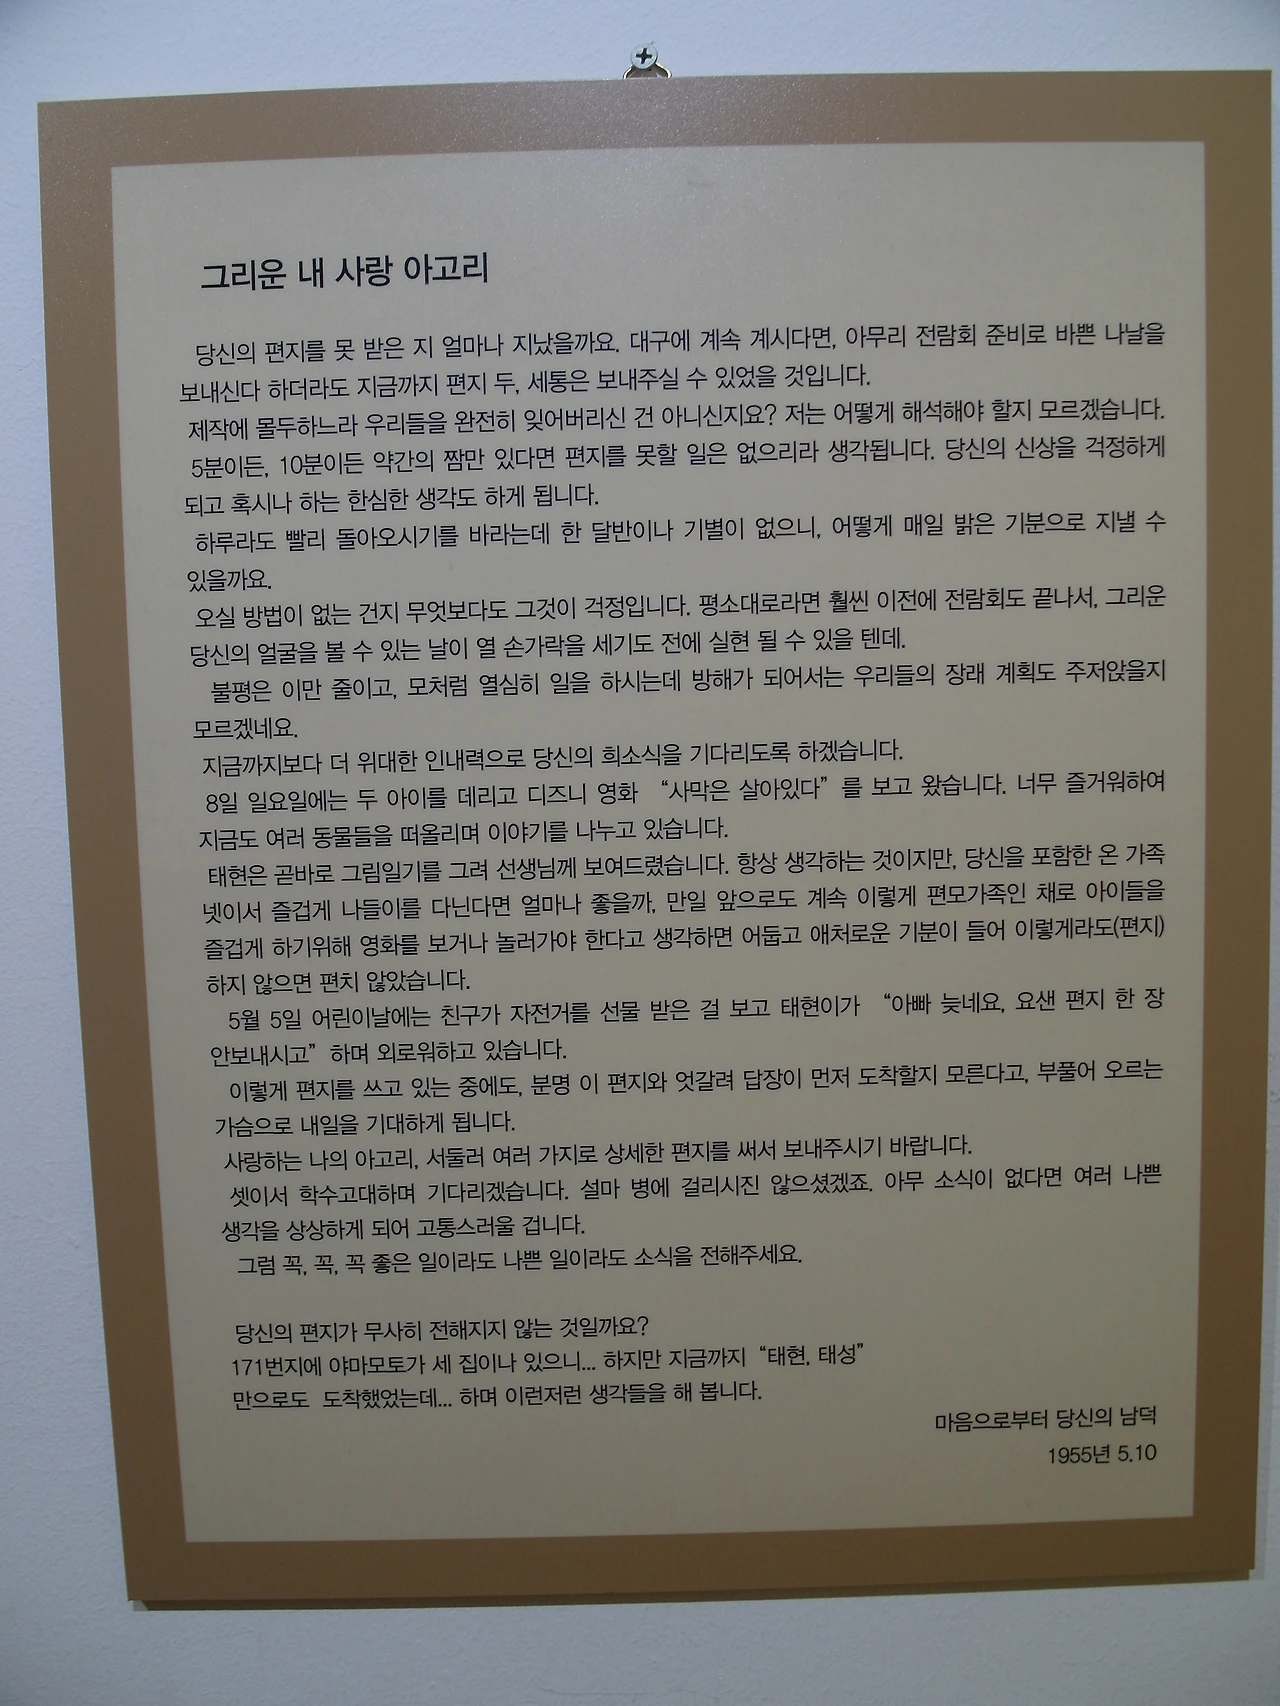 그리운 내 사랑 아고리
당신의 편지를 못 받은 지 얼마나 지났을까요. 대구에 계속 계시다면, 아무리 전람회 준비로 바쁜 나날을
보내신다 하더라도 지금까지 편지 두, 세통은 보내주실 수 있었을 것입니다.
제작에 몰두하느라 우리들을 완전히 잊어버리신 건 아니신지요? 저는 어떻게 해석해야 할지 모르겠습니다.
5분이든, 10분이든 약간의 짬만 있다면 편지를 못할 일은 없으리라 생각됩니다. 당신의 신상을 걱정하게
되고 혹시나 하는 한심한 생각도 하게 됩니다.
하루라도 빨리 돌아오시기를 바라는데 한 달반이나 기별이 없으니, 어떻게 매일 밝은 기분으로 지낼 수
있을까요.
오실 방법이 없는 건지 무엇보다도 그것이 걱정입니다. 평소대로라면 훨씬 이전에 전람회도 끝나서, 그리운
당신의 얼굴을 볼 수 있는 날이 열 손가락을 세기도 전에 실현 될 수 있을 텐데.
불평은 이만 줄이고, 모처럼 열심히 일을 하시는데 방해가 되어서는 우리들의 장래 계획도 주저앉을지
모르겠네요.
지금까지보다 더 위대한 인내력으로 당신의 희소식을 기다리도록 하겠습니다.
8일 일요일에는 두 아이를 데리고 디즈니 영화 “사막은 살아있다” 를 보고 왔습니다. 너무 즐거워하여
지금도 여러 동물들을 떠올리며 이야기를 나누고 있습니다.
태현은 곧바로 그림일기를 그려 선생님께 보여드렸습니다. 항상 생각하는 것이지만, 당신을 포함한 온 가족
넷이서 즐겁게 나들이를 다닌다면 얼마나 좋을까, 만일 앞으로도 계속 이렇게 편모가족인 채로 아이들을
즐겁게 하기위해 영화를 보거나 놀러가야 한다고 생각하면 어둡고 애처로운 기분이 들어 이렇게라도(편지)
하지 않으면 편치 않았습니다.
5월 5일 어린이날에는 친구가 자전거를 선물 받은 걸 보고 태현이가 “아빠 늦네요, 요샌 편지 한 장
안보내시고” 하며 외로워하고 있습니다.
이렇게 편지를 쓰고 있는 중에도, 분명 이 편지와 엇갈려 답장이 먼저 도착할지 모른다고, 부풀어 오르는
가슴으로 내일을 기대하게 됩니다.
사랑하는 나의 아고리, 서둘러 여러 가지로 상세한 편지를 써서 보내주시기 바랍니다.
셋이서 학수고대하며 기다리겠습니다. 설마 병에 걸리시진 않으셨겠죠. 아무 소식이 없다면 여러 나쁜
생각을 상상하게 되어 고통스러울 겁니다.
그럼 꼭, 꼭, 꼭 좋은 일이라도 나쁜 일이라도 소식을 전해주세요.
당신의 편지가 무사히 전해지지 않는 것일까요?
171번지에 야마모토가 세 집이나 있으니... 하지만 지금까지 “태현, 태성”
만으로도 도착했었는데... 하며 이런저런 생각들을 해 봅니다.
마음으로부터 당신의 남덕
1955년 5.10